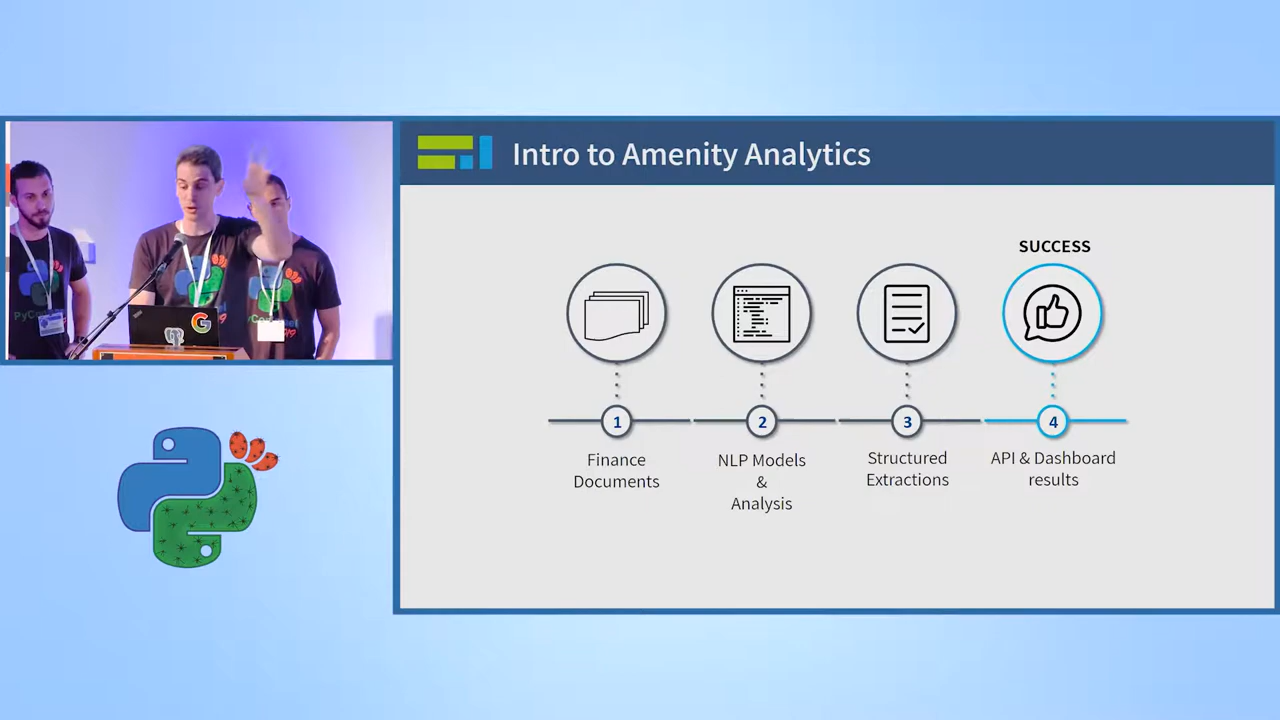 Intro to Amenity Analytics
SUCCESS
1
2
3
4
Finance
Documents
NLP Models
&
Analysis
Structured
Extractions
API & Dashboard
results
G